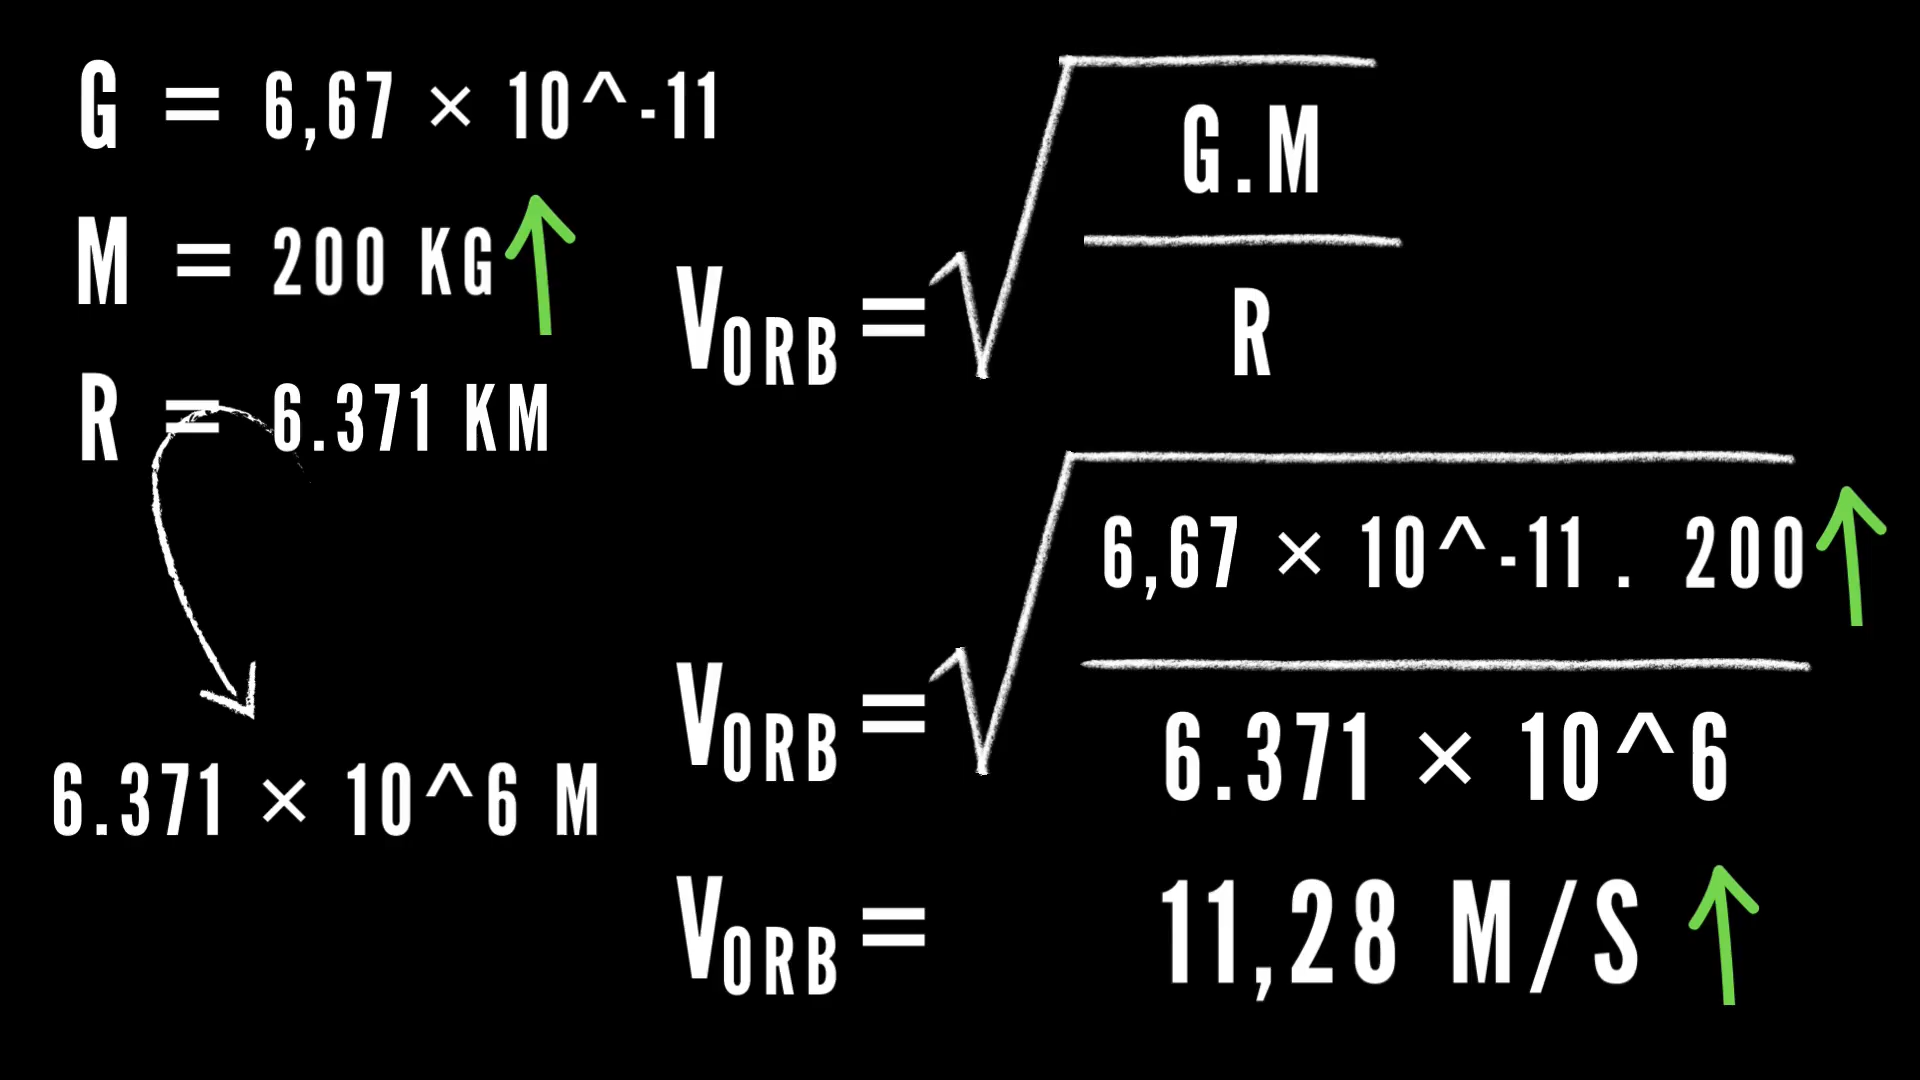 G = 6,67 × 10^-11
M = 200 KG
R = 6.371 KM
6.371 × 10^6 M
VORB = √
G.M
R
VORB = √
6,67 × 10^-11 . 200
6.371 × 10^6
VORB = 11,28 M/S